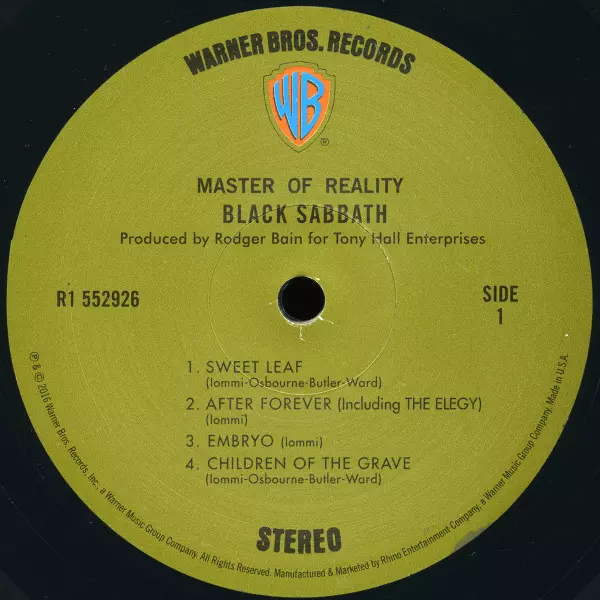 WARNER BROS. RECORDS
WB
®
MASTER OF REALITY
BLACK SABBATH
Produced by Rodger Bain for Tony Hall Enterprises
R1 552926
SIDE
1
1. SWEET LEAF
(Iommi-Osbourne-Butler-Ward)
2. AFTER FOREVER (Including THE ELEGY)
(Iommi)
3. EMBRYO (Iommi)
4. CHILDREN OF THE GRAVE
(Iommi-Osbourne-Butler-Ward)
STEREO
℗ & © 2016 Warner Bros. Records, Inc., a Warner Music Group Company. All Rights Reserved. Manufactured & Marketed by Rhino Entertainment Company, a Warner Music Group Company. Made in U.S.A.